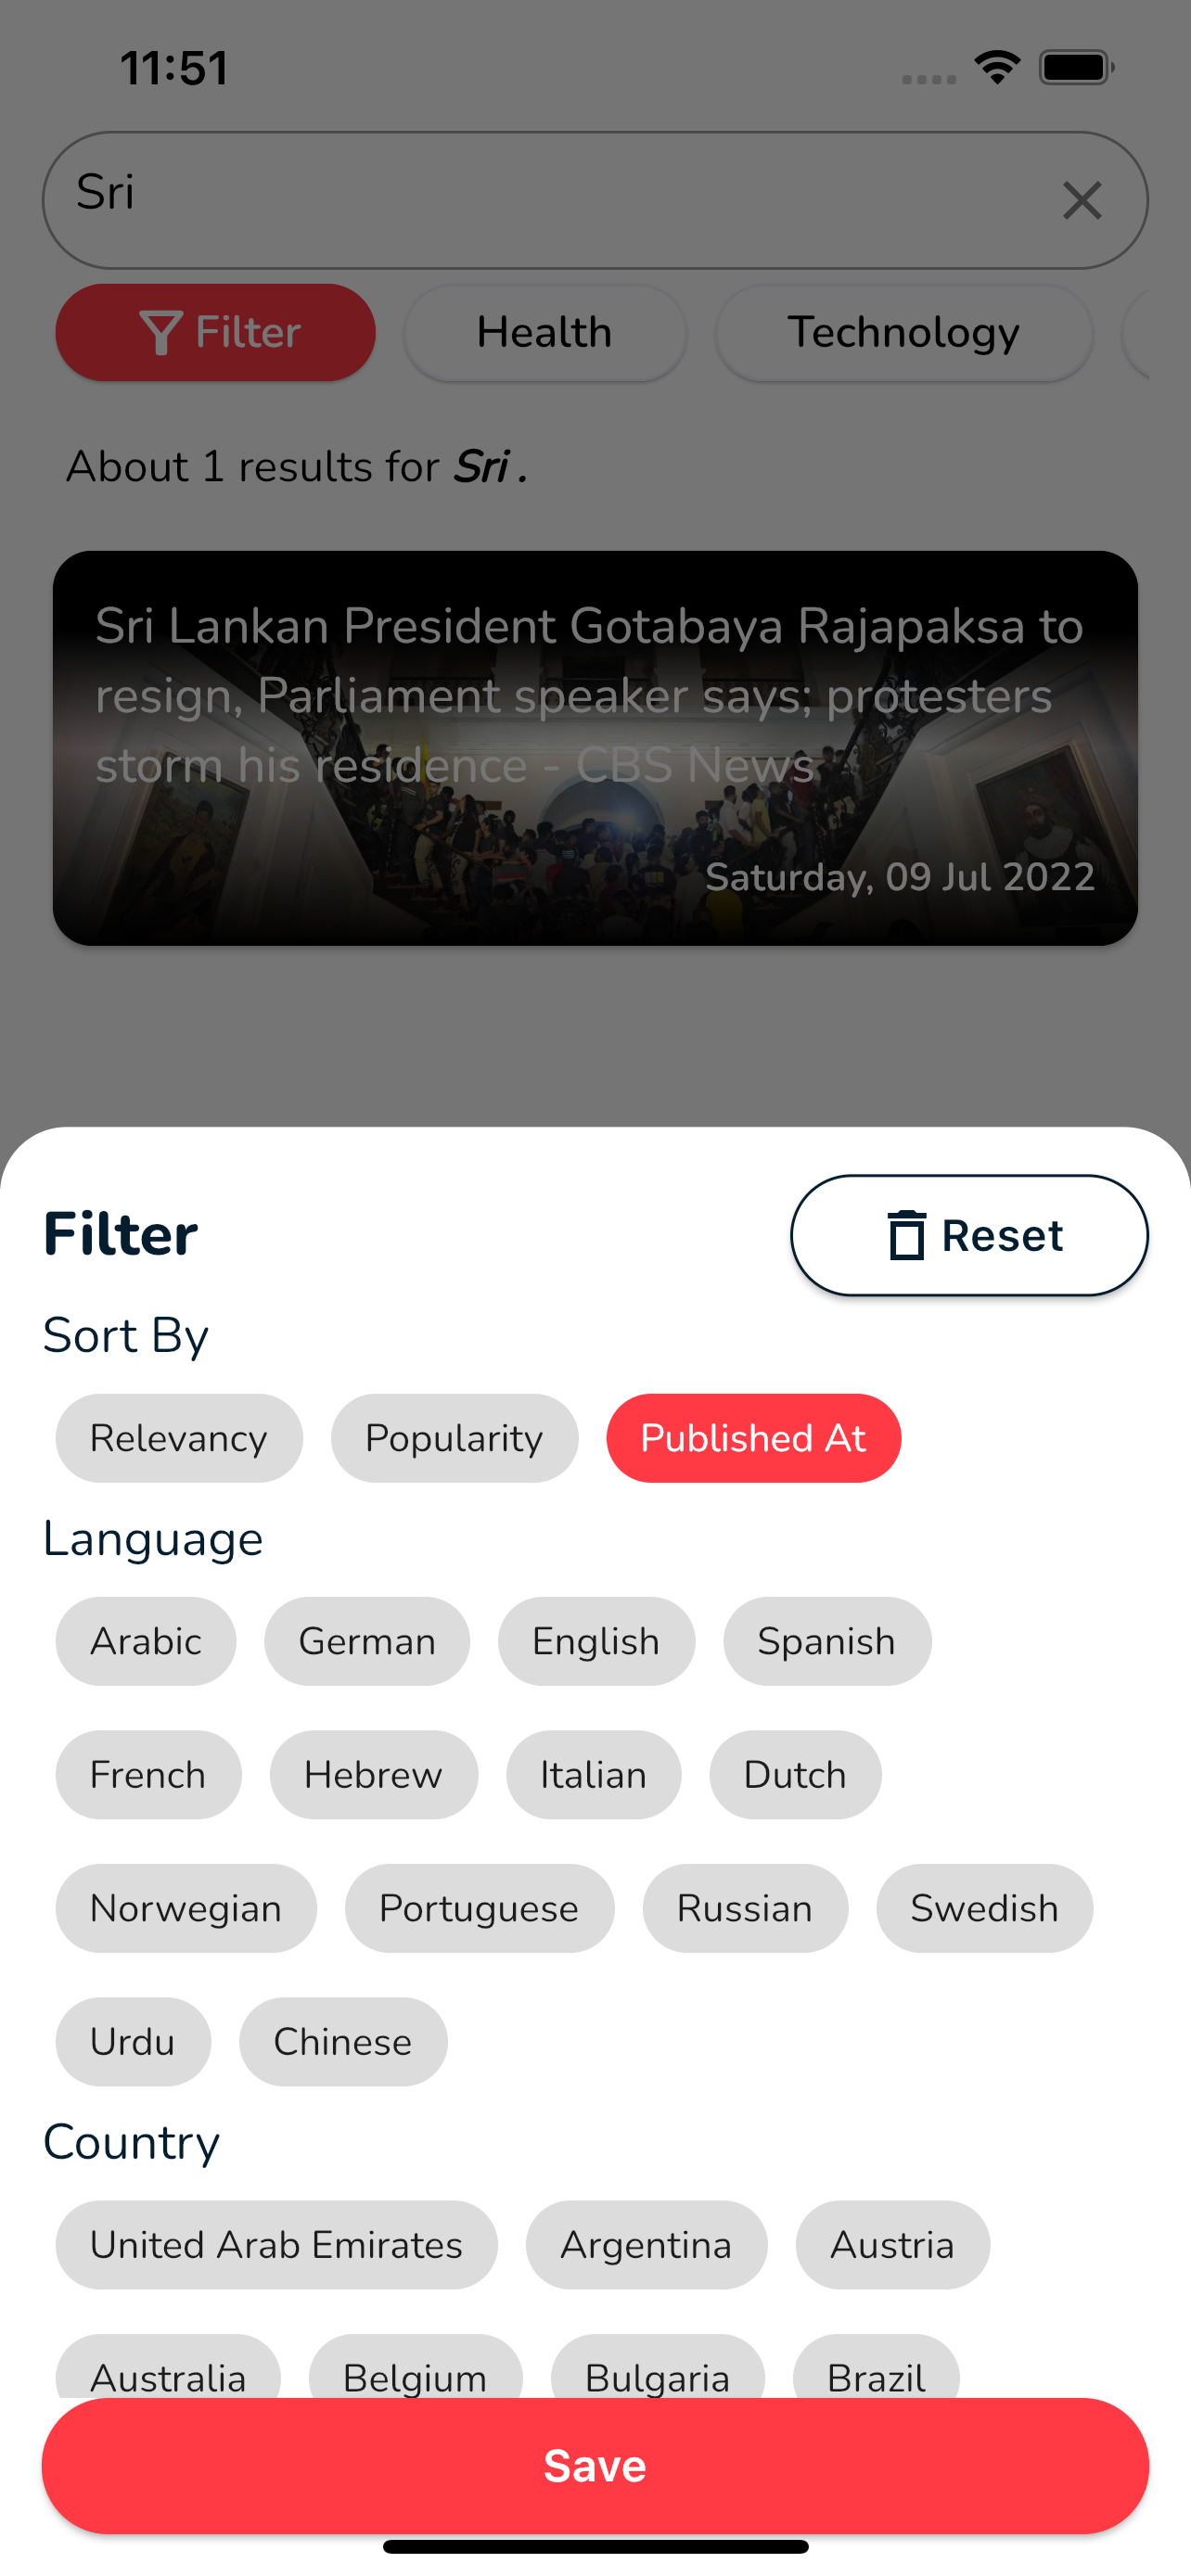 11:51
Sri
Filter Health Technology
About 1 results for Sri .
Sri Lankan President Gotabaya Rajapaksa to
resign, Parliament speaker says; protesters
storm his residence - CBS News
Saturday, 09 Jul 2022
Filter
Reset
Sort By
Relevancy Popularity Published At
Language
Arabic German English Spanish
French Hebrew Italian Dutch
Norwegian Portuguese Russian Swedish
Urdu Chinese
Country
United Arab Emirates Argentina Austria
Australia Belgium Bulgaria Brazil
Save